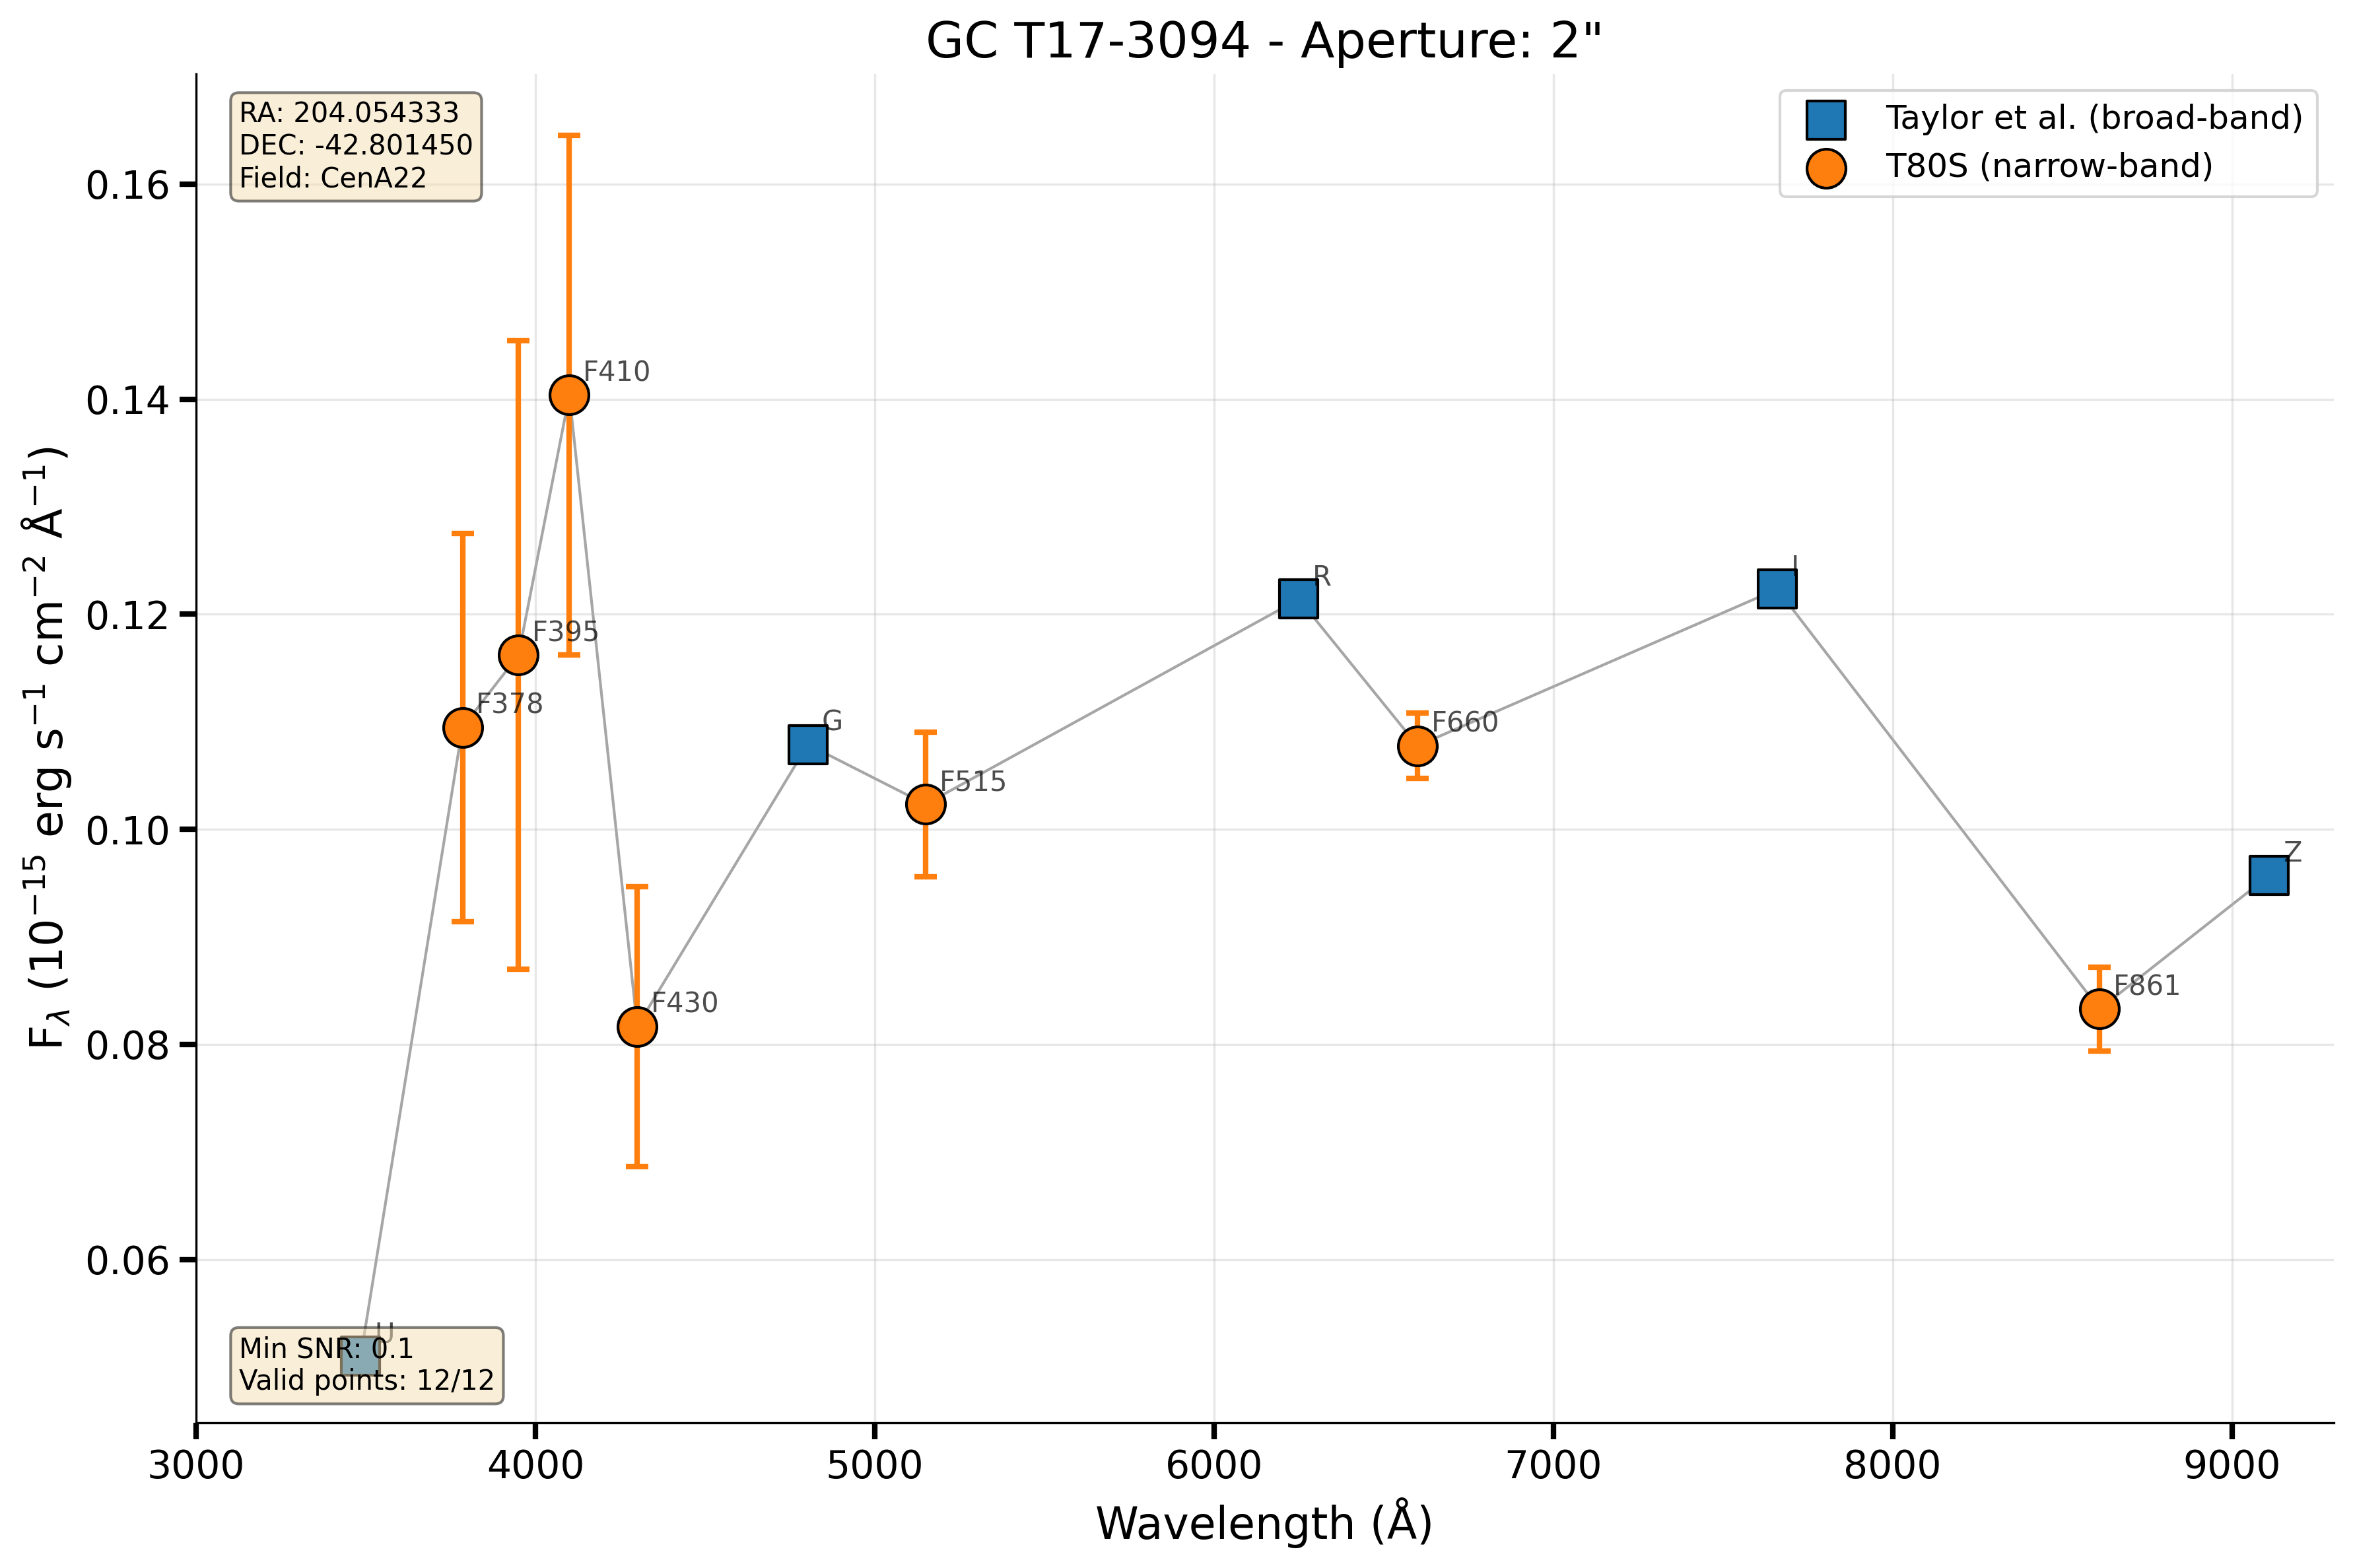 GC T17-3094 - Aperture: 2"
RA: 204.054333
DEC: -42.801450
Field: CenA22
Taylor et al. (broad-band)
T80S (narrow-band)
F_λ (10⁻¹⁵ erg s⁻¹ cm⁻² Å⁻¹)
0.16
0.14
0.12
0.10
0.08
0.06
F410
F395
F378
F430
G
F515
R
F660
I
F861
Z
U
Min SNR: 0.1
Valid points: 12/12
3000 4000 5000 6000 7000 8000 9000
Wavelength (Å)